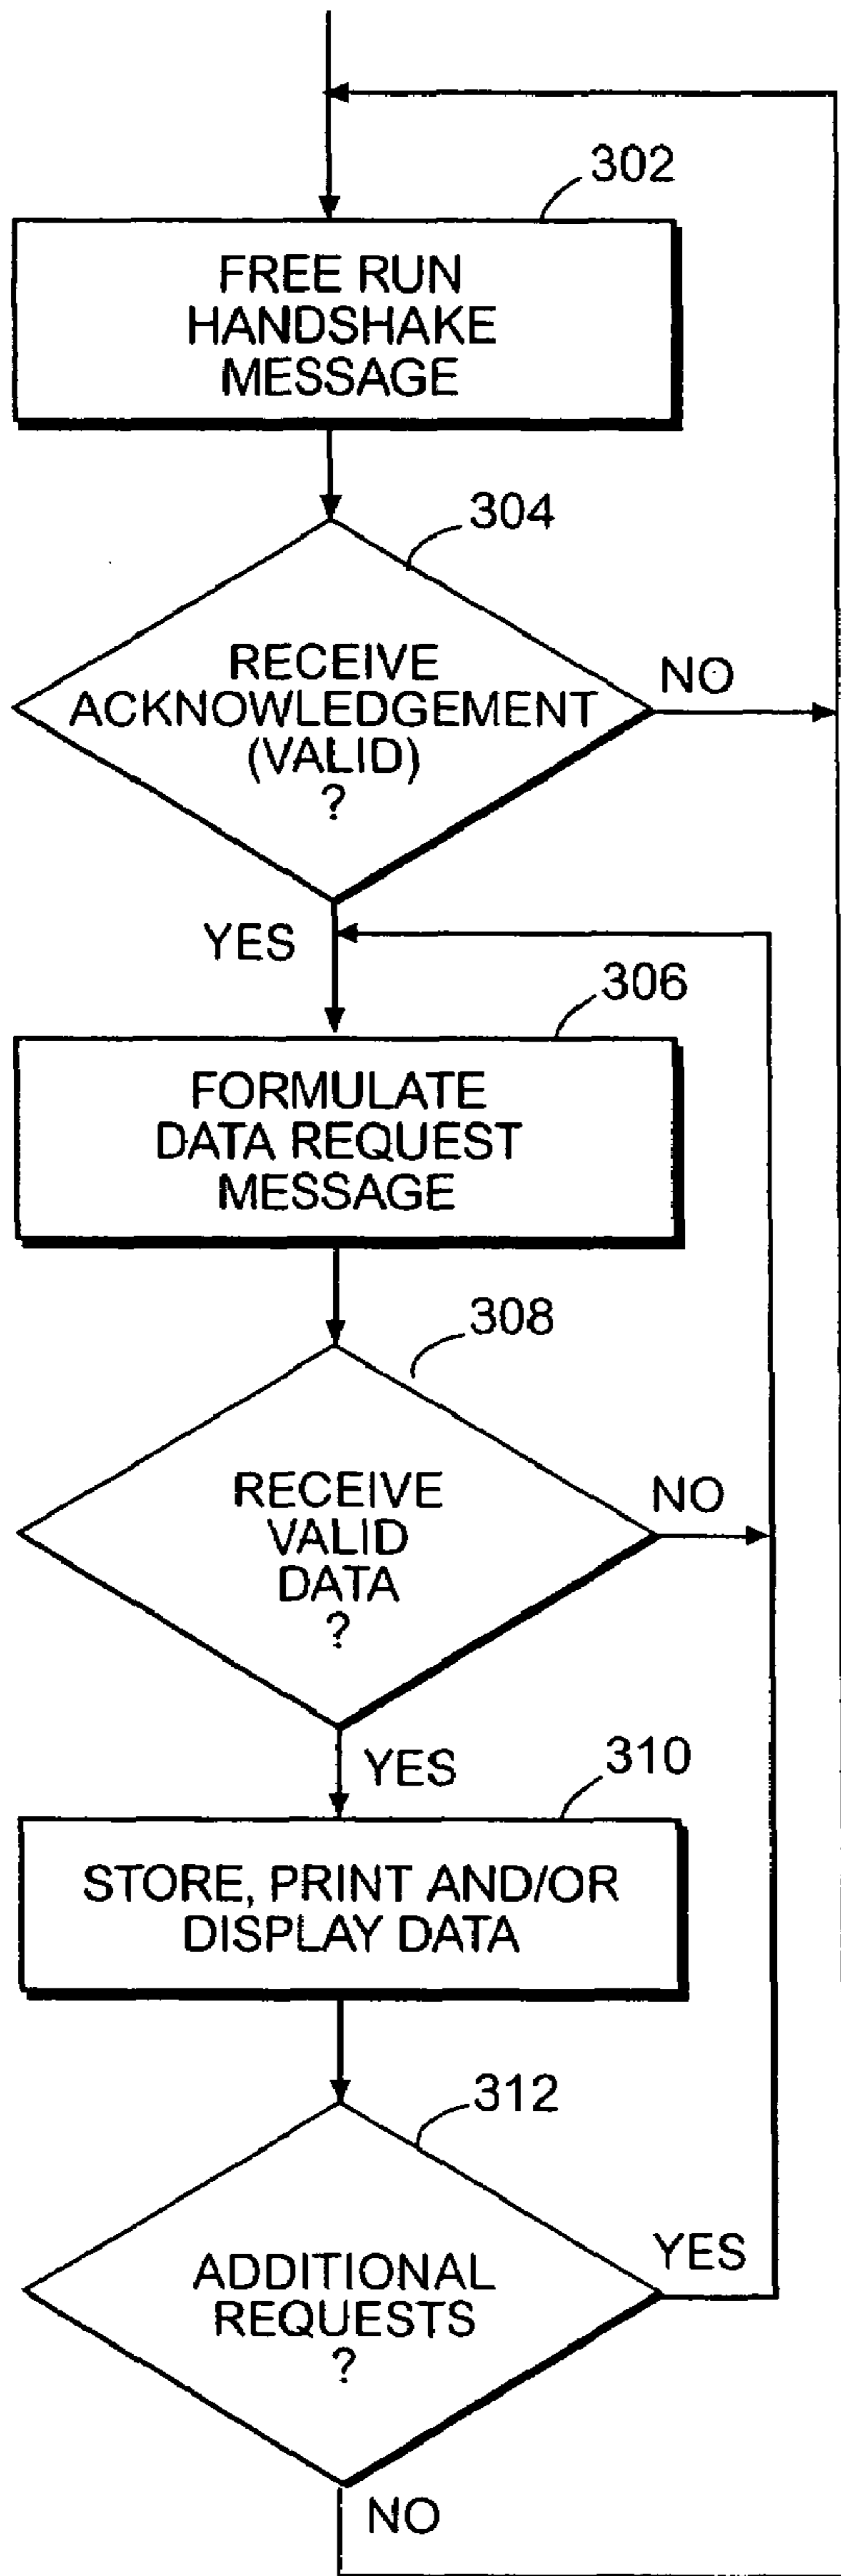 302
FREE RUN
HANDSHAKE
MESSAGE
304
RECEIVE
ACKNOWLEDGEMENT
(VALID)
?
NO
YES
306
FORMULATE
DATA REQUEST
MESSAGE
308
RECEIVE
VALID
DATA
?
NO
YES
310
STORE, PRINT AND/OR
DISPLAY DATA
312
ADDITIONAL
REQUESTS
?
YES
NO